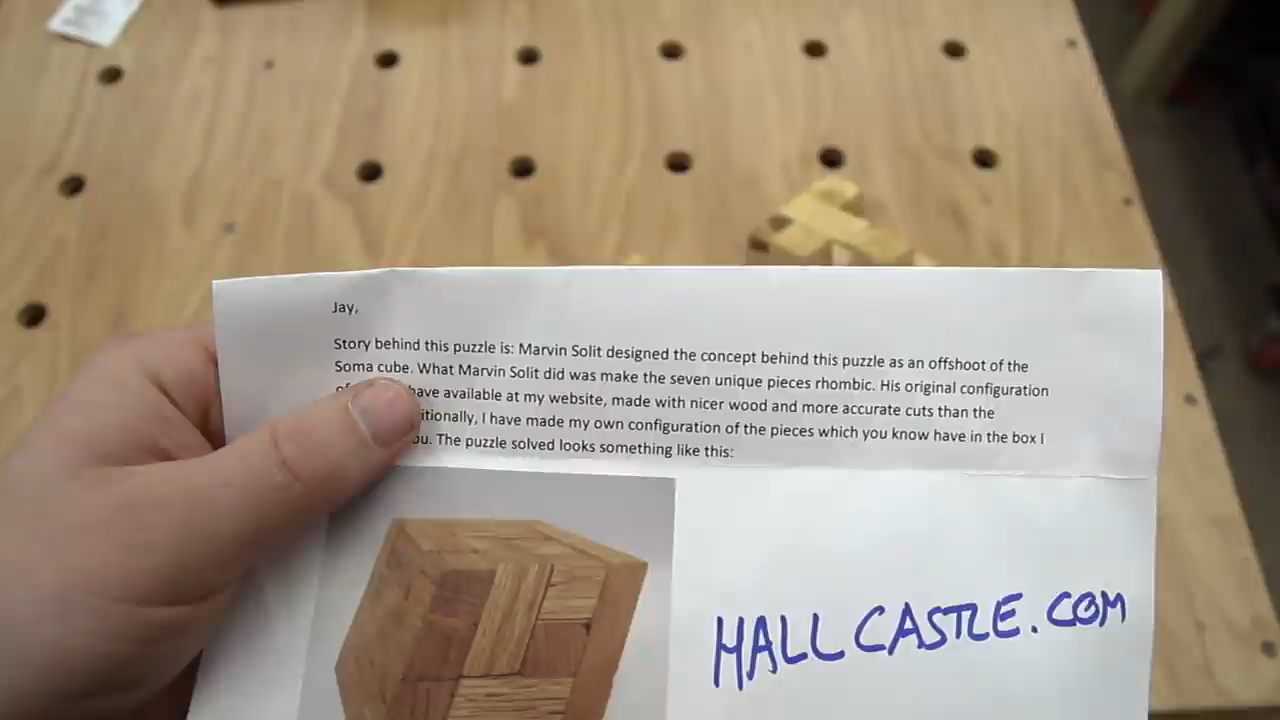 Jay,
Story behind this puzzle is: Marvin Solit designed the concept behind this puzzle as an offshoot of the
Soma cube. What Marvin Solit did was make the seven unique pieces rhombic. His original configuration
have available at my website, made with nicer wood and more accurate cuts than the
I have made my own configuration of the pieces which you know have in the box I
The puzzle solved looks something like this:
HALLCASTLE.COM